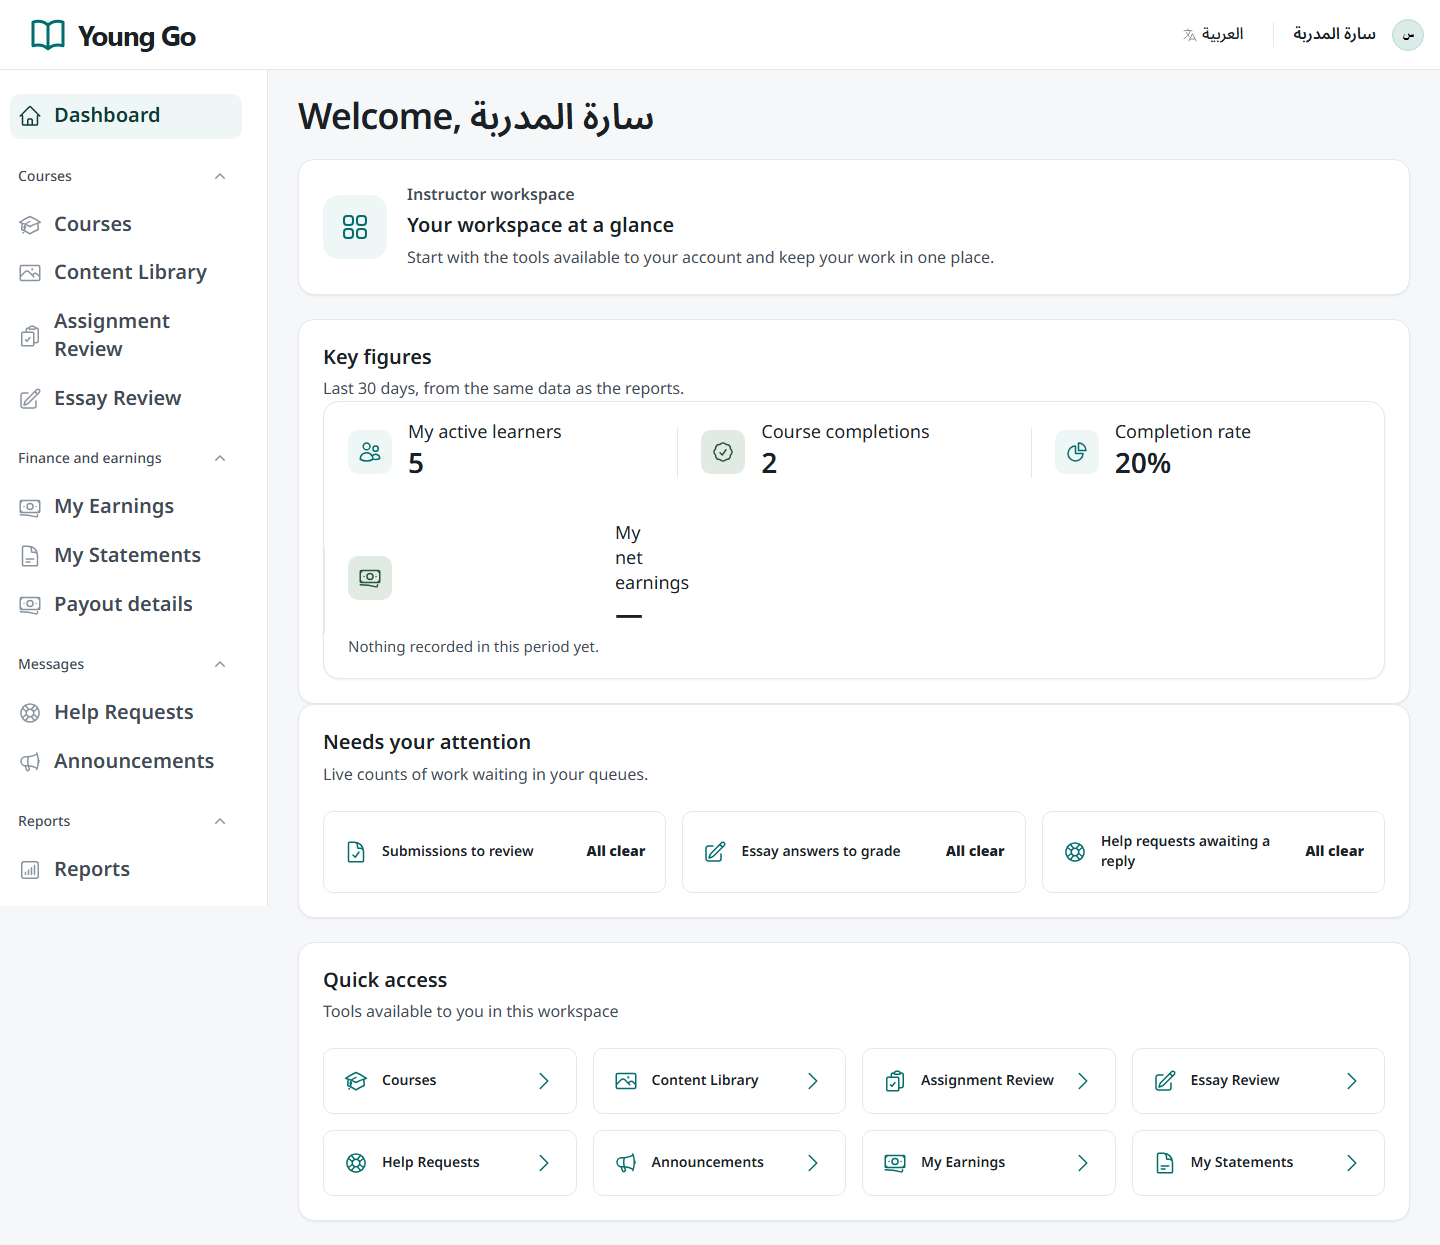 Young Go
العربية
سارة المدربة
س
Dashboard
Courses
Courses
Content Library
Assignment
Review
Essay Review
Finance and earnings
My Earnings
My Statements
Payout details
Messages
Help Requests
Announcements
Reports
Reports
Welcome, سارة المدربة
Instructor workspace
Your workspace at a glance
Start with the tools available to your account and keep your work in one place.
Key figures
Last 30 days, from the same data as the reports.
My active learners
5
Course completions
2
Completion rate
20%
My
net
earnings
—
Nothing recorded in this period yet.
Needs your attention
Live counts of work waiting in your queues.
Submissions to review
All clear
Essay answers to grade
All clear
Help requests awaiting a
reply
All clear
Quick access
Tools available to you in this workspace
Courses
Content Library
Assignment Review
Essay Review
Help Requests
Announcements
My Earnings
My Statements